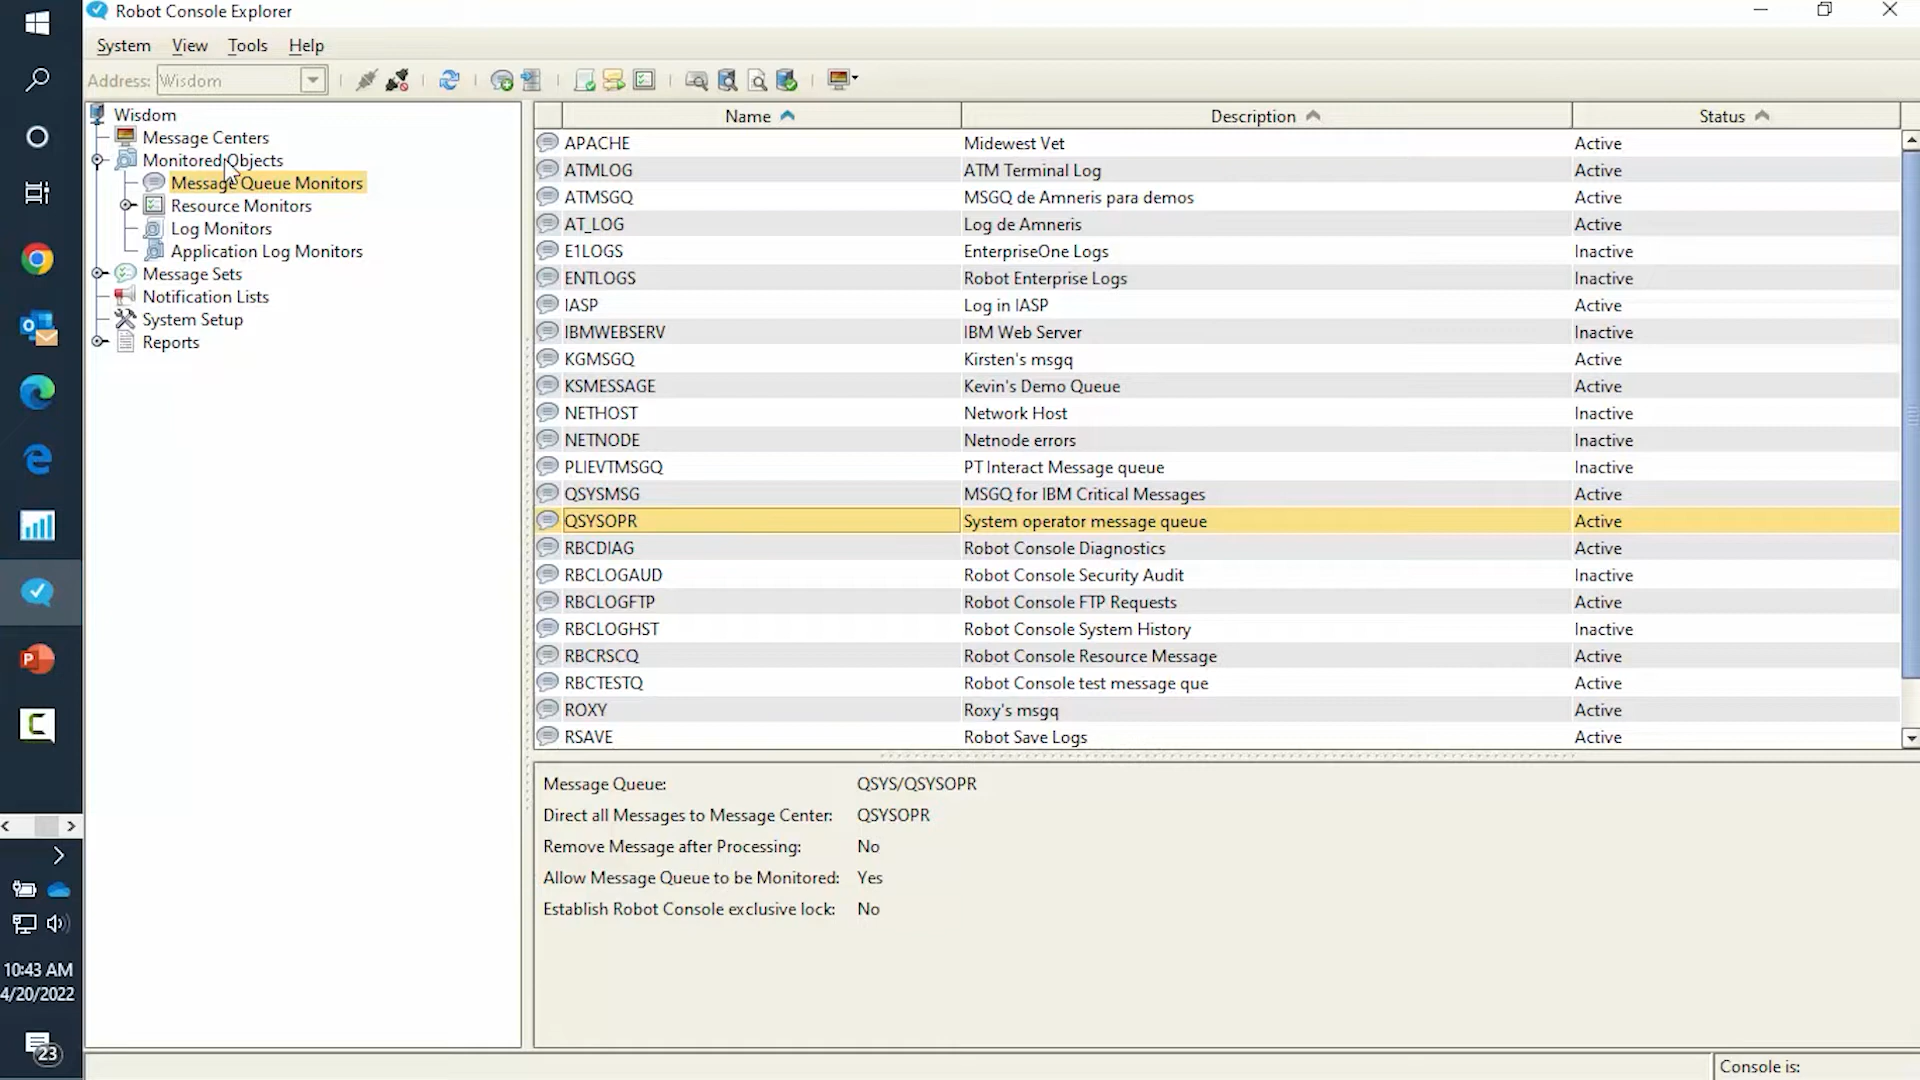 Robot Console Explorer
System View Tools Help
Address: Wisdom
Wisdom
Message Centers
Monitored Objects
Message Queue Monitors
Resource Monitors
Log Monitors
Application Log Monitors
Message Sets
Notification Lists
System Setup
Reports
Name Description Status
APACHE Midewest Vet Active
ATMLOG ATM Terminal Log Active
ATMSGQ MSGQ de Amneris para demos Active
AT_LOG Log de Amneris Active
E1LOGS EnterpriseOne Logs Inactive
ENTLOGS Robot Enterprise Logs Inactive
IASP Log in IASP Active
IBMWEBSERV IBM Web Server Inactive
KGMSGQ Kirsten's msgq Active
KSMESSAGE Kevin's Demo Queue Active
NETHOST Network Host Inactive
NETNODE Netnode errors Inactive
PLIEVTMSGQ PT Interact Message queue Inactive
QSYSMSG MSGQ for IBM Critical Messages Active
QSYSOPR System operator message queue Active
RBCDIAG Robot Console Diagnostics Active
RBCLOGAUD Robot Console Security Audit Inactive
RBCLOGFTP Robot Console FTP Requests Active
RBCLOGHST Robot Console System History Inactive
RBCRSCQ Robot Console Resource Message Active
RBCTESTQ Robot Console test message que Active
ROXY Roxy's msgq Active
RSAVE Robot Save Logs Active
Message Queue: QSYS/QSYSOPR
Direct all Messages to Message Center: QSYSOPR
Remove Message after Processing: No
Allow Message Queue to be Monitored: Yes
Establish Robot Console exclusive lock: No
10:43 AM
4/20/2022
23
Console is: